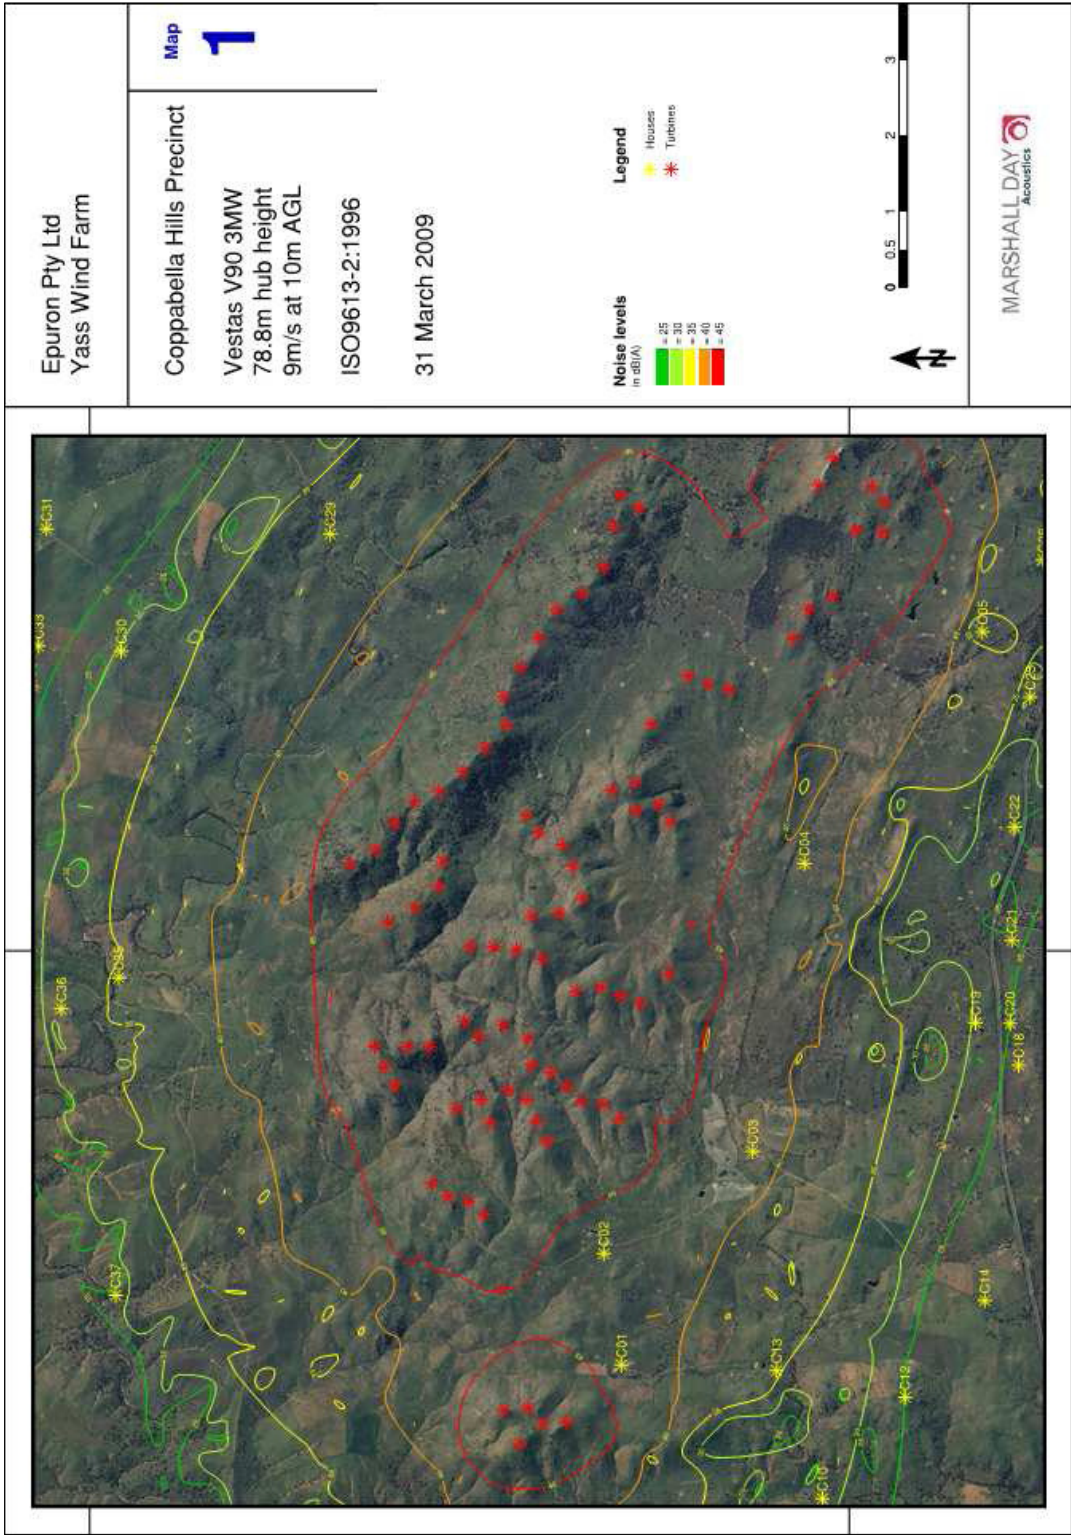 Epuron Pty Ltd
Yass Wind Farm
Coppabella Hills Precinct
Map
1
Vestas V90 3MW
78.8m hub height
9m/s at 10m AGL
ISO9613-2:1996
31 March 2009
Noise levels
in dB(A)
= 25
= 30
= 35
= 40
= 45
Legend
Houses
Turbines
N
0 0.5 1 2 3
MARSHALL DAY
Acoustics
C37
C36
C35
C30
C33
C31
C29
C01
C02
C03
C04
C05
C10
C13
C12
C14
C18
C20
C19
C21
C22
C23